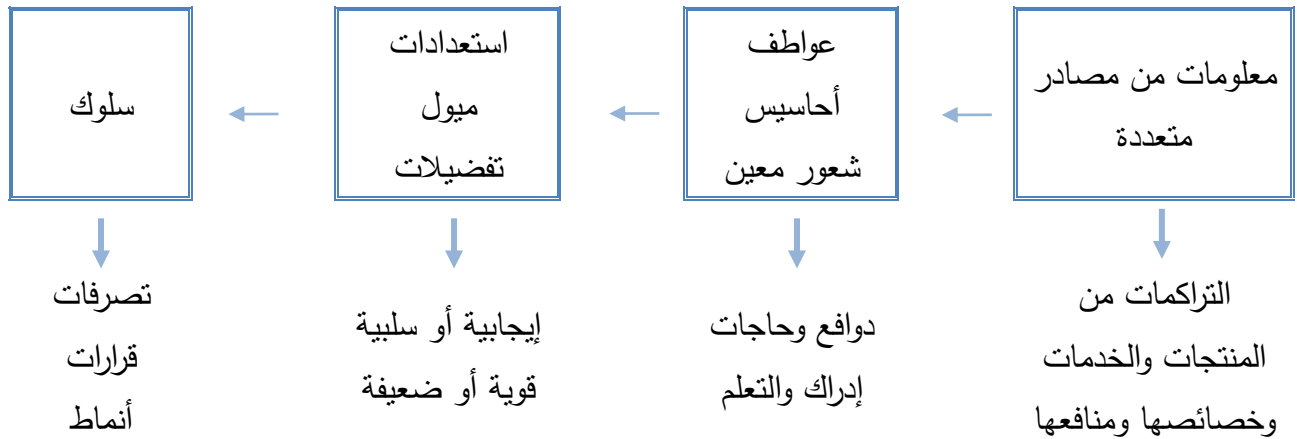 معلومات من مصادر
متعددة
عواطف
أحاسيس
شعور معين
استعدادات
ميول
تفضيلات
سلوك
التراكمات من
المنتجات والخدمات
وخصائصها ومنافعها
دوافع وحاجات
إدراك والتعلم
إيجابية أو سلبية
قوية أو ضعيفة
تصرفات
قرارات
أنماط